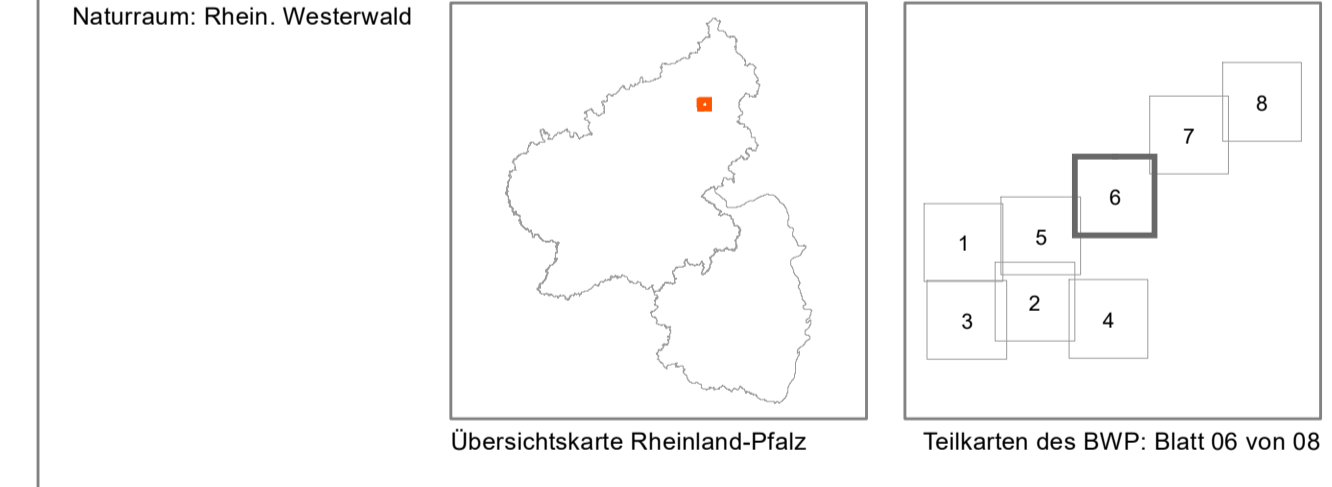 Naturraum: Rhein. Westerwald
8
7
6
5
1
2
3
4
Übersichtskarte Rheinland-Pfalz
Teilkarten des BWP: Blatt 06 von 08